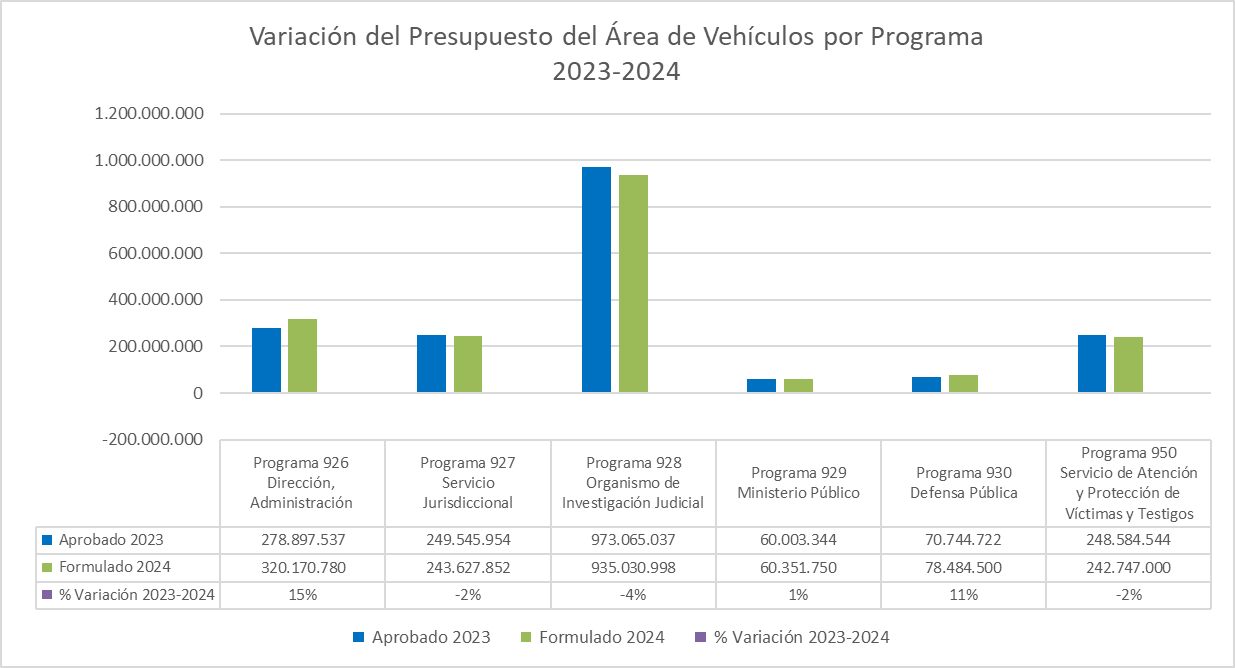 Variación del Presupuesto del Área de Vehículos por Programa
2023-2024
1.200.000.000
1.000.000.000
800.000.000
600.000.000
400.000.000
200.000.000
0
-200.000.000
Programa 926
Dirección,
Administración
Programa 927
Servicio
Jurisdiccional
Programa 928
Organismo de
Investigación Judicial
Programa 929
Ministerio Público
Programa 930
Defensa Pública
Programa 950
Servicio de Atención
y Protección de
Víctimas y Testigos
Aprobado 2023 278.897.537 249.545.954 973.065.037 60.003.344 70.744.722 248.584.544
Formulado 2024 320.170.780 243.627.852 935.030.998 60.351.750 78.484.500 242.747.000
% Variación 2023-2024 15% -2% -4% 1% 11% -2%
Aprobado 2023 Formulado 2024 % Variación 2023-2024